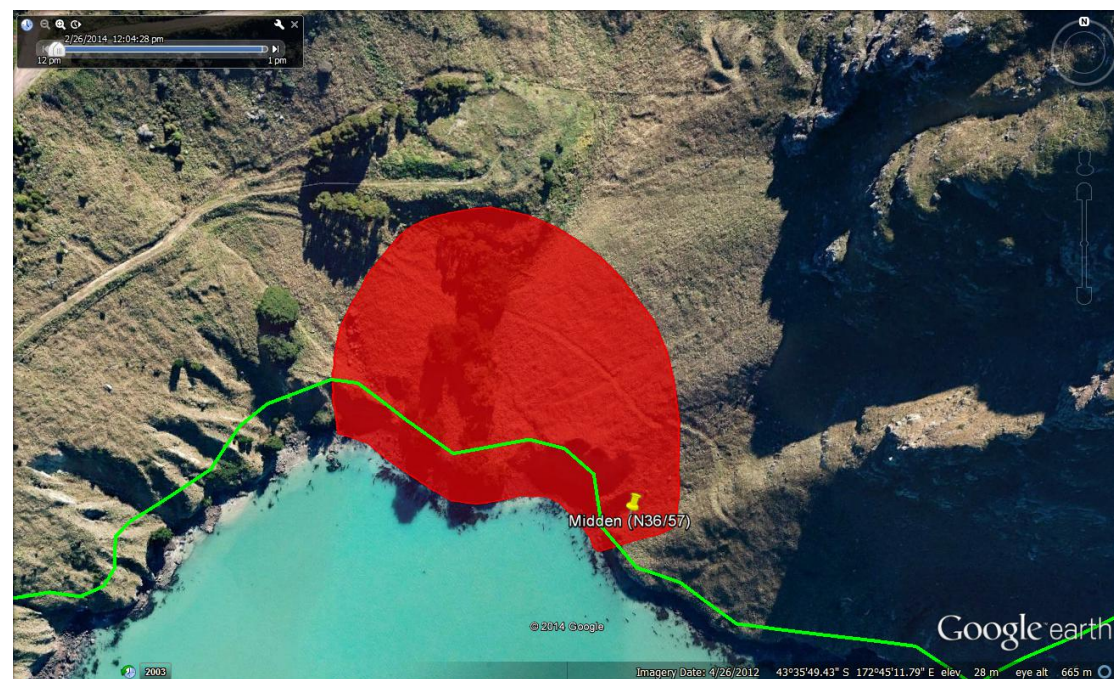 2/26/2014 12:04:28 pm
12 pm
1 pm
N
Midden (N36/57)
© 2014 Google
Google earth
2003
Imagery Date: 4/26/2012 43°35'49.43" S 172°45'11.79" E elev 28 m eye alt 665 m